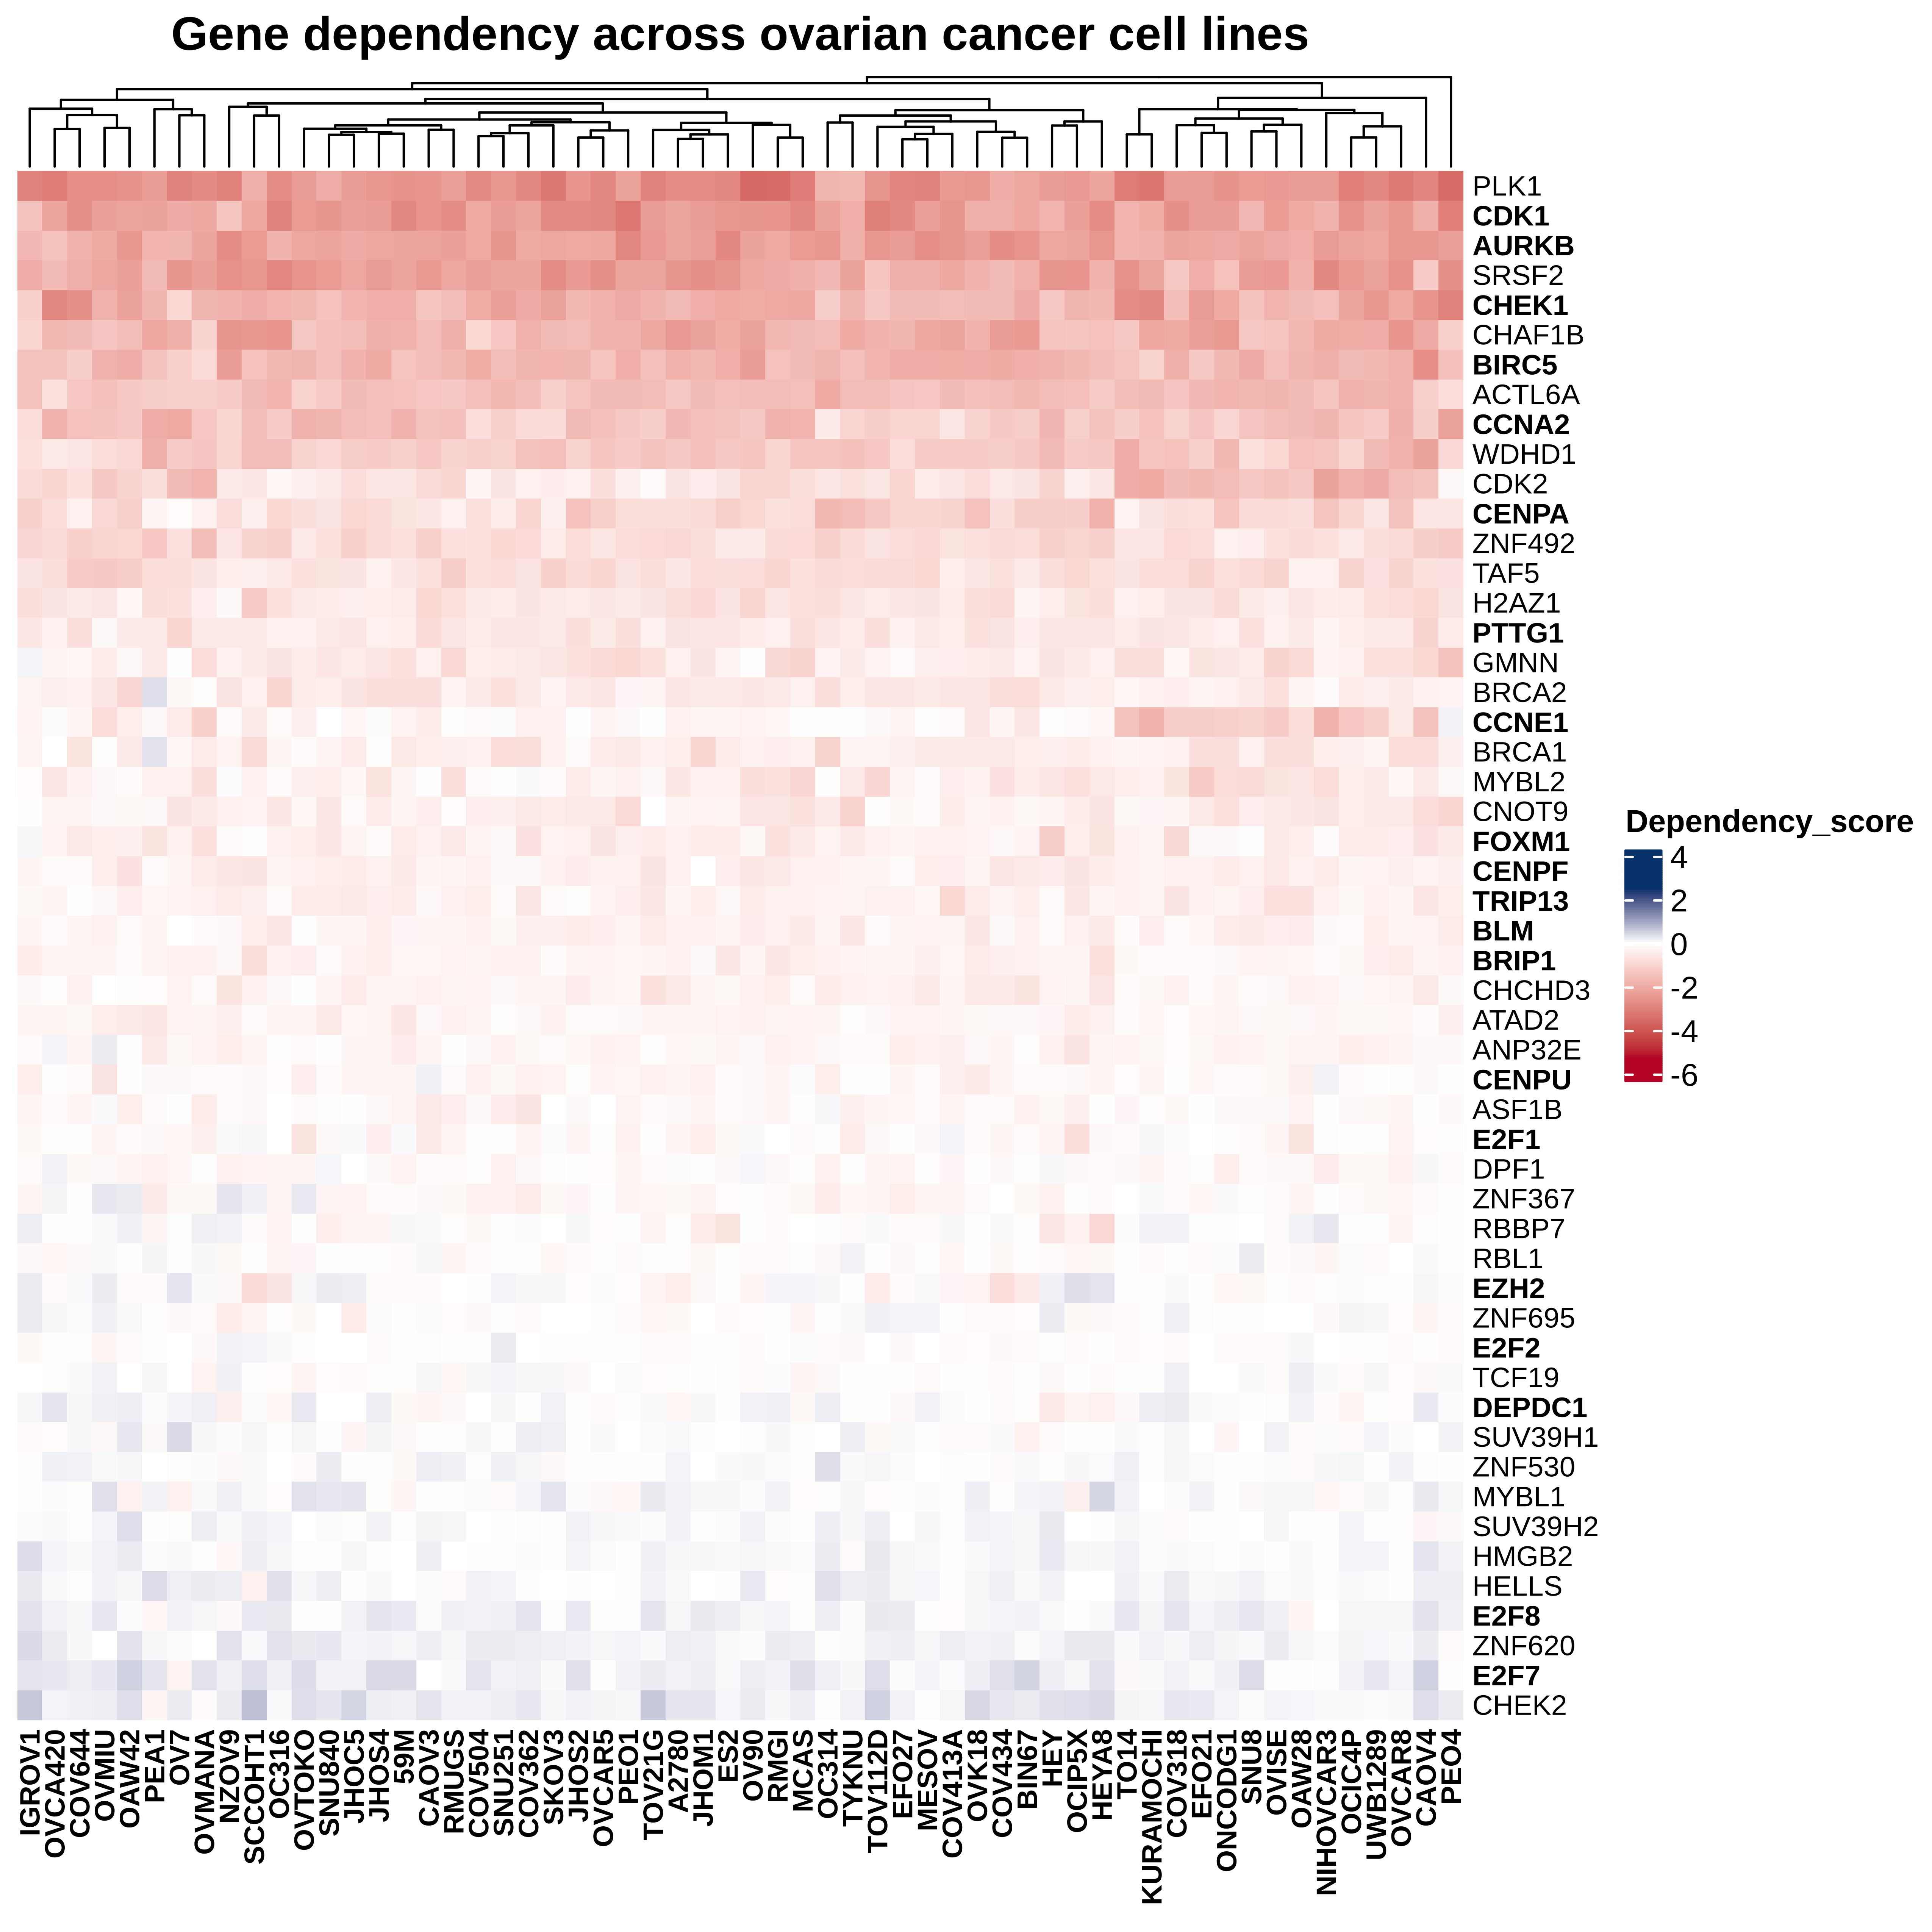 Gene dependency across ovarian cancer cell lines
PLK1
CDK1
AURKB
SRSF2
CHEK1
CHAF1B
BIRC5
ACTL6A
CCNA2
WDHD1
CDK2
CENPA
ZNF492
TAF5
H2AZ1
PTTG1
GMNN
BRCA2
CCNE1
BRCA1
MYBL2
CNOT9
FOXM1
CENPF
TRIP13
BLM
BRIP1
CHCHD3
ATAD2
ANP32E
CENPU
ASF1B
E2F1
DPF1
ZNF367
RBBP7
RBL1
EZH2
ZNF695
E2F2
TCF19
DEPDC1
SUV39H1
ZNF530
MYBL1
SUV39H2
HMGB2
HELLS
E2F8
ZNF620
E2F7
CHEK2
Dependency_score
4
2
0
-2
-4
-6
IGROV1
OVCA420
COV644
OVMIU
OAW42
PEA1
OV7
OVMANA
NZOV9
SCCOHT1
OC316
OVTOKO
SNU840
JHOC5
JHOS4
59M
CAOV3
RMUGS
COV504
SNU251
COV362
SKOV3
JHOS2
OVCAR5
PEO1
TOV21G
A2780
JHOM1
ES2
OV90
RMGI
MCAS
OC314
TYKNU
TOV112D
EFO27
MESOV
COV413A
OVK18
COV434
BIN67
HEY
OCIP5X
HEYA8
TO14
KURAMOCHI
COV318
EFO21
ONCODG1
SNU8
OVISE
OAW28
NIHOVCAR3
OCIC4P
UWB1289
OVCAR8
CAOV4
PEO4